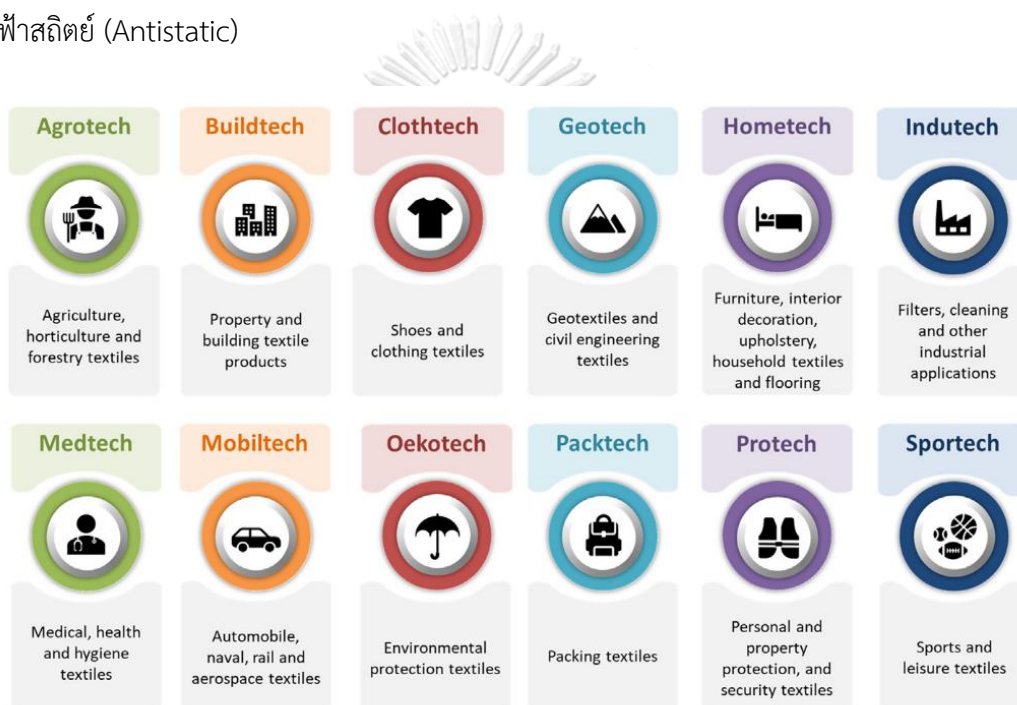 ฟ้าสถิตย์ (Antistatic)
Agrotech
Buildtech
Clothtech
Geotech
Hometech
Indutech
Agriculture,
horticulture and
forestry textiles
Property and
building textile
products
Shoes and
clothing textiles
Geotextiles and
civil engineering
textiles
Furniture, interior
decoration,
upholstery,
household textiles
and flooring
Filters, cleaning
and other
industrial
applications
Medtech
Mobiltech
Oekotech
Packtech
Protech
Sportech
Medical, health
and hygiene
textiles
Automobile,
naval, rail and
aerospace textiles
Environmental
protection textiles
Packing textiles
Personal and
property
protection, and
security textiles
Sports and
leisure textiles